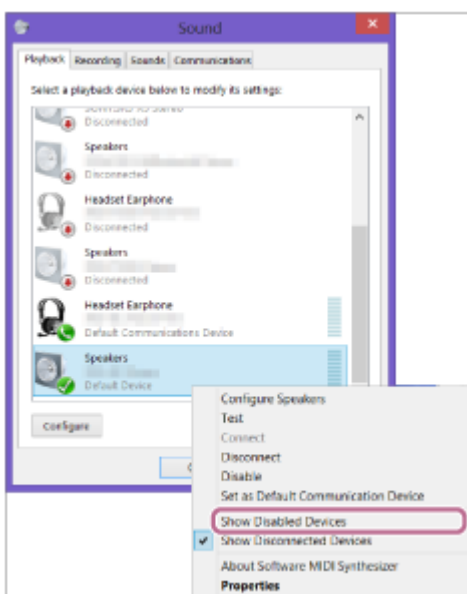 Sound
Playback Recording Sounds Communications
Select a playback device below to modify its settings:
Disconnected
Speakers
Disconnected
Headset Earphone
Disconnected
Speakers
Disconnected
Headset Earphone
Default Communications Device
Speakers
Default Device
Configure
Configure Speakers
Test
Connect
Disconnect
Disable
Set as Default Communication Device
Show Disabled Devices
Show Disconnected Devices
About Software MIDI Synthesizer
Properties